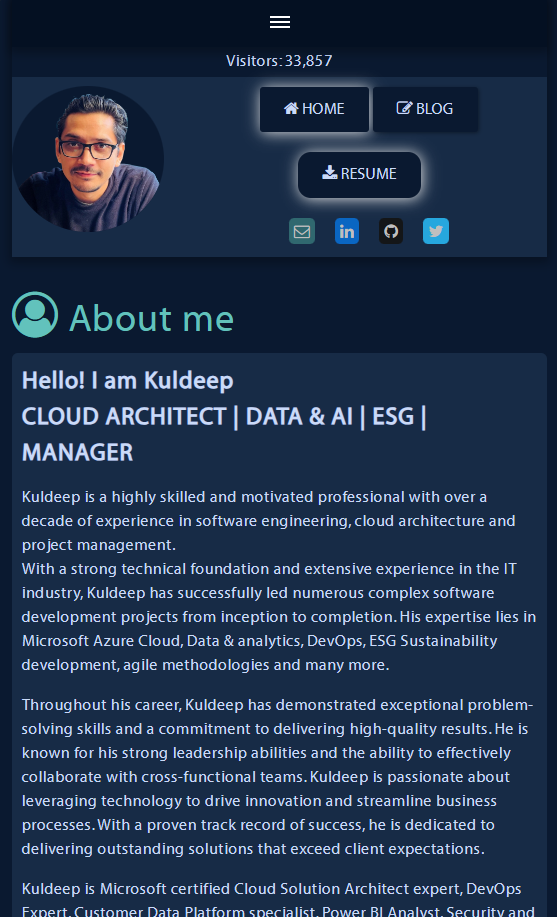 Visitors: 33,857
HOME
BLOG
RESUME
in
About me
Hello! I am Kuldeep
CLOUD ARCHITECT | DATA & AI | ESG |
MANAGER
Kuldeep is a highly skilled and motivated professional with over a
decade of experience in software engineering, cloud architecture and
project management.
With a strong technical foundation and extensive experience in the IT
industry, Kuldeep has successfully led numerous complex software
development projects from inception to completion. His expertise lies in
Microsoft Azure Cloud, Data & analytics, DevOps, ESG Sustainability
development, agile methodologies and many more.
Throughout his career, Kuldeep has demonstrated exceptional problem-
solving skills and a commitment to delivering high-quality results. He is
known for his strong leadership abilities and the ability to effectively
collaborate with cross-functional teams. Kuldeep is passionate about
leveraging technology to drive innovation and streamline business
processes. With a proven track record of success, he is dedicated to
delivering outstanding solutions that exceed client expectations.
Kuldeep is Microsoft certified Cloud Solution Architect expert, DevOps
Expert, Customer Data Platform specialist, Power BI Analyst, Security and